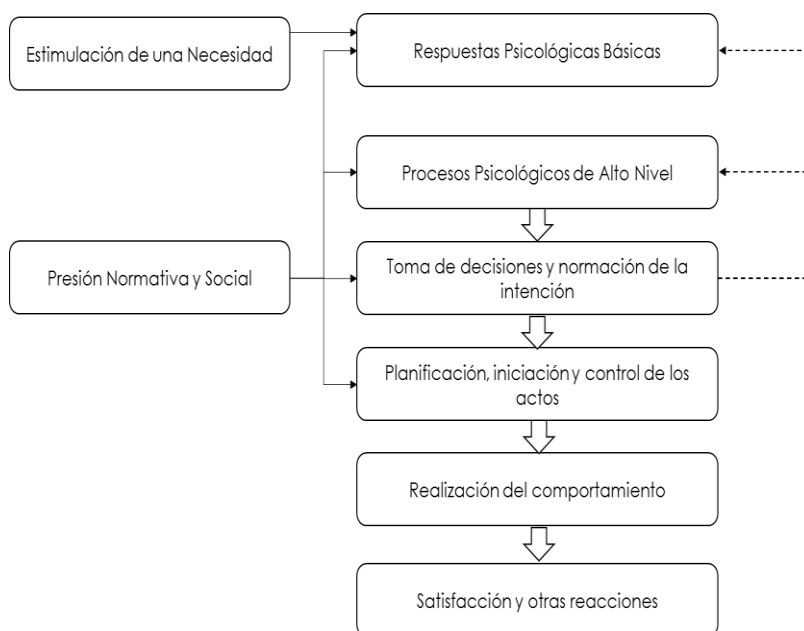 Estimulación de una Necesidad
Respuestas Psicológicas Básicas
Procesos Psicológicos de Alto Nivel
Presión Normativa y Social
Toma de decisiones y normación de la
intención
Planificación, iniciación y control de los
actos
Realización del comportamiento
Satisfacción y otras reacciones